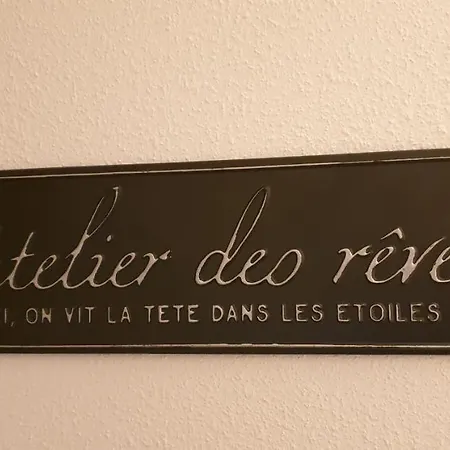 telier des rêve
I, ON VIT LA TETE DANS LES ETOILES